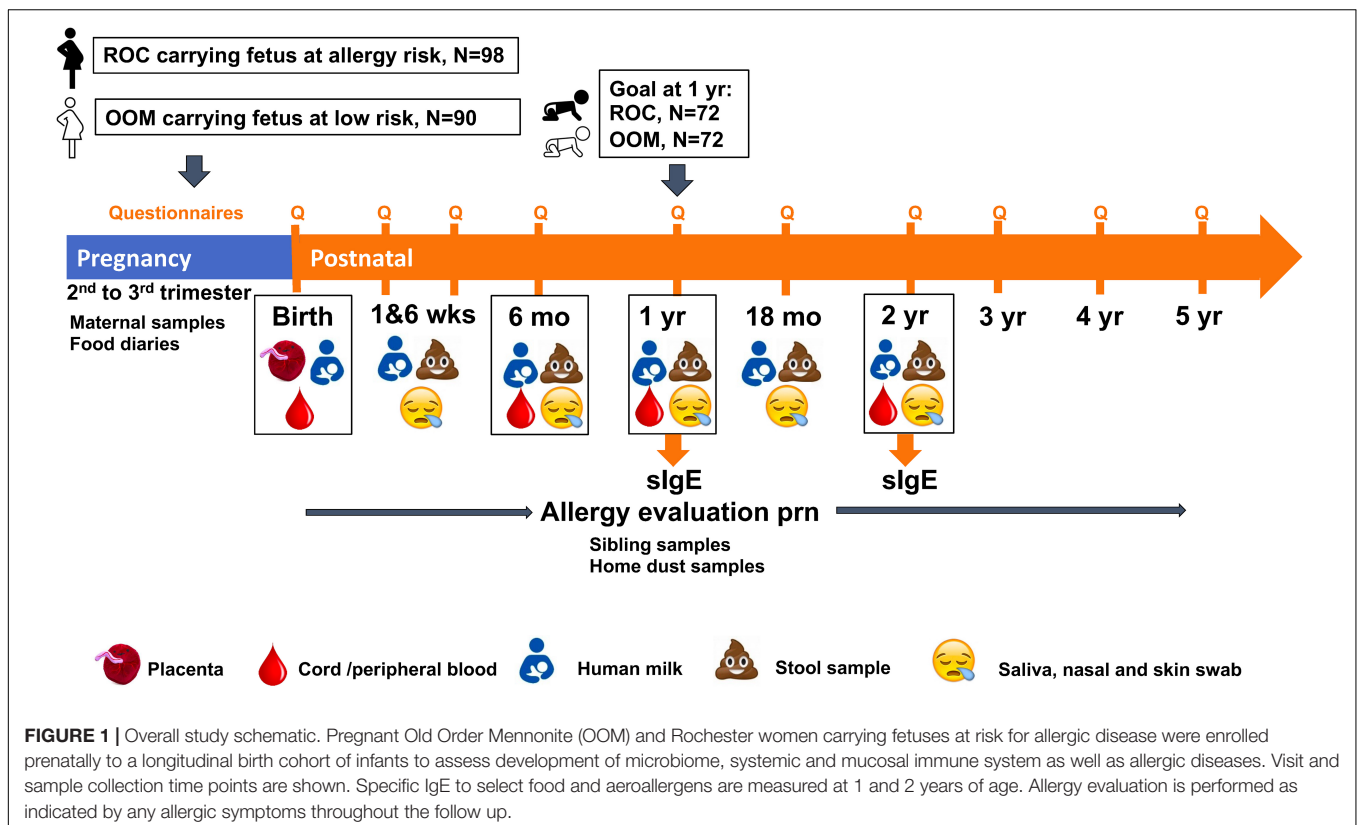 ROC carrying fetus at allergy risk, N=98
OOM carrying fetus at low risk, N=90
Goal at 1 yr:
ROC, N=72
OOM, N=72
Questionnaires Q Q Q Q Q Q Q Q Q Q
Pregnancy Postnatal
2nd to 3rd trimester
Maternal samples
Food diaries
Birth 1&6 wks 6 mo 1 yr 18 mo 2 yr 3 yr 4 yr 5 yr
sIgE sIgE
Allergy evaluation prn
Sibling samples
Home dust samples
Placenta Cord /peripheral blood Human milk Stool sample Saliva, nasal and skin swab
FIGURE 1 | Overall study schematic. Pregnant Old Order Mennonite (OOM) and Rochester women carrying fetuses at risk for allergic disease were enrolled
prenatally to a longitudinal birth cohort of infants to assess development of microbiome, systemic and mucosal immune system as well as allergic diseases. Visit and
sample collection time points are shown. Specific IgE to select food and aeroallergens are measured at 1 and 2 years of age. Allergy evaluation is performed as
indicated by any allergic symptoms throughout the follow up.